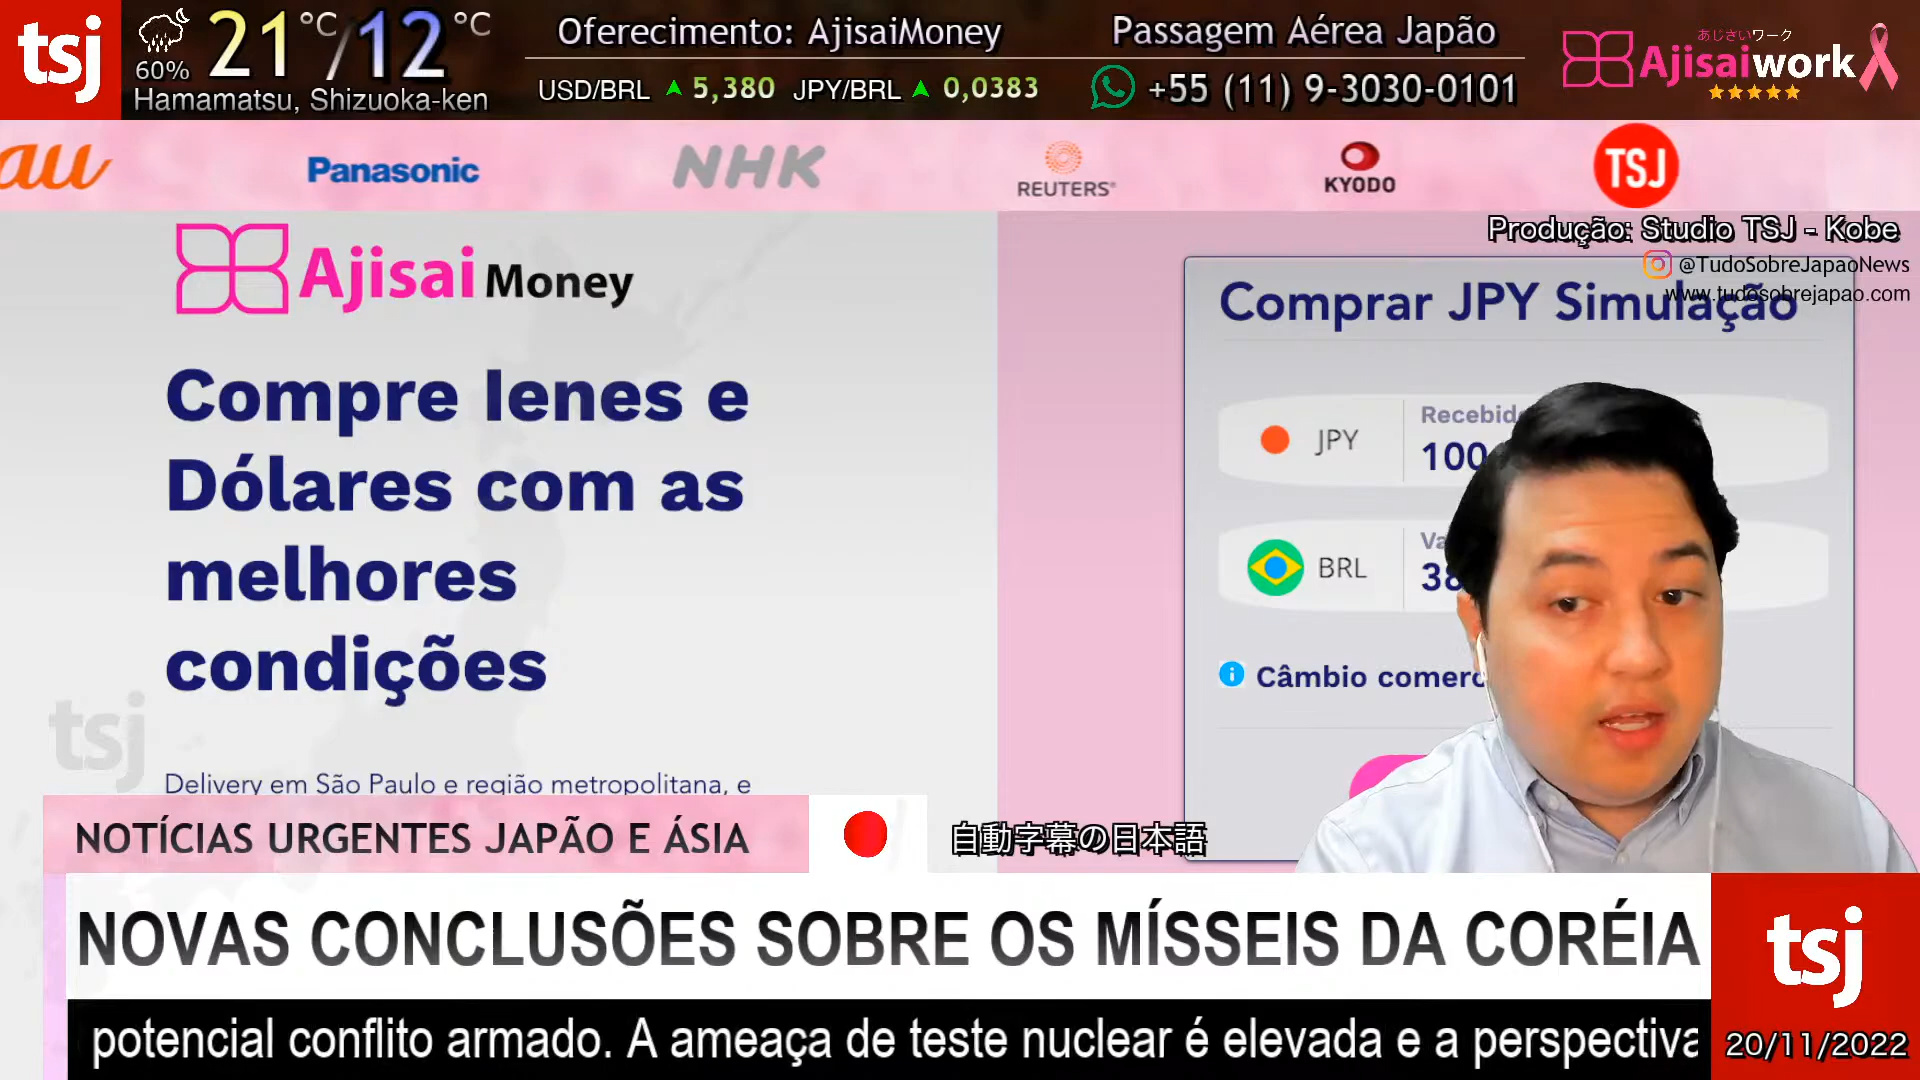 tsj
60%
21°C/12°C
Hamamatsu, Shizuoka-ken
Oferecimento: AjisaiMoney
USD/BRL ▲ 5,380 JPY/BRL ▲ 0,0383
Passagem Aérea Japão
+55 (11) 9-3030-0101
あじさいワーク
Ajisaiwork
au
Panasonic
NHK
REUTERS
KYODO
TSJ
Produção: Studio TSJ - Kobe
@TudoSobreJapaoNews
www.tudosobrejapao.com
Ajisai Money
Compre Ienes e
Dólares com as
melhores
condições
Delivery em São Paulo e região metropolitana, e
Comprar JPY Simulação
JPY
100
BRL
38
Câmbio
tsj
NOTÍCIAS URGENTES JAPÃO E ÁSIA
自動字幕の日本語
NOVAS CONCLUSÕES SOBRE OS MÍSSEIS DA CORÉIA
potencial conflito armado. A ameaça de teste nuclear é elevada e a perspectiva
tsj
20/11/2022